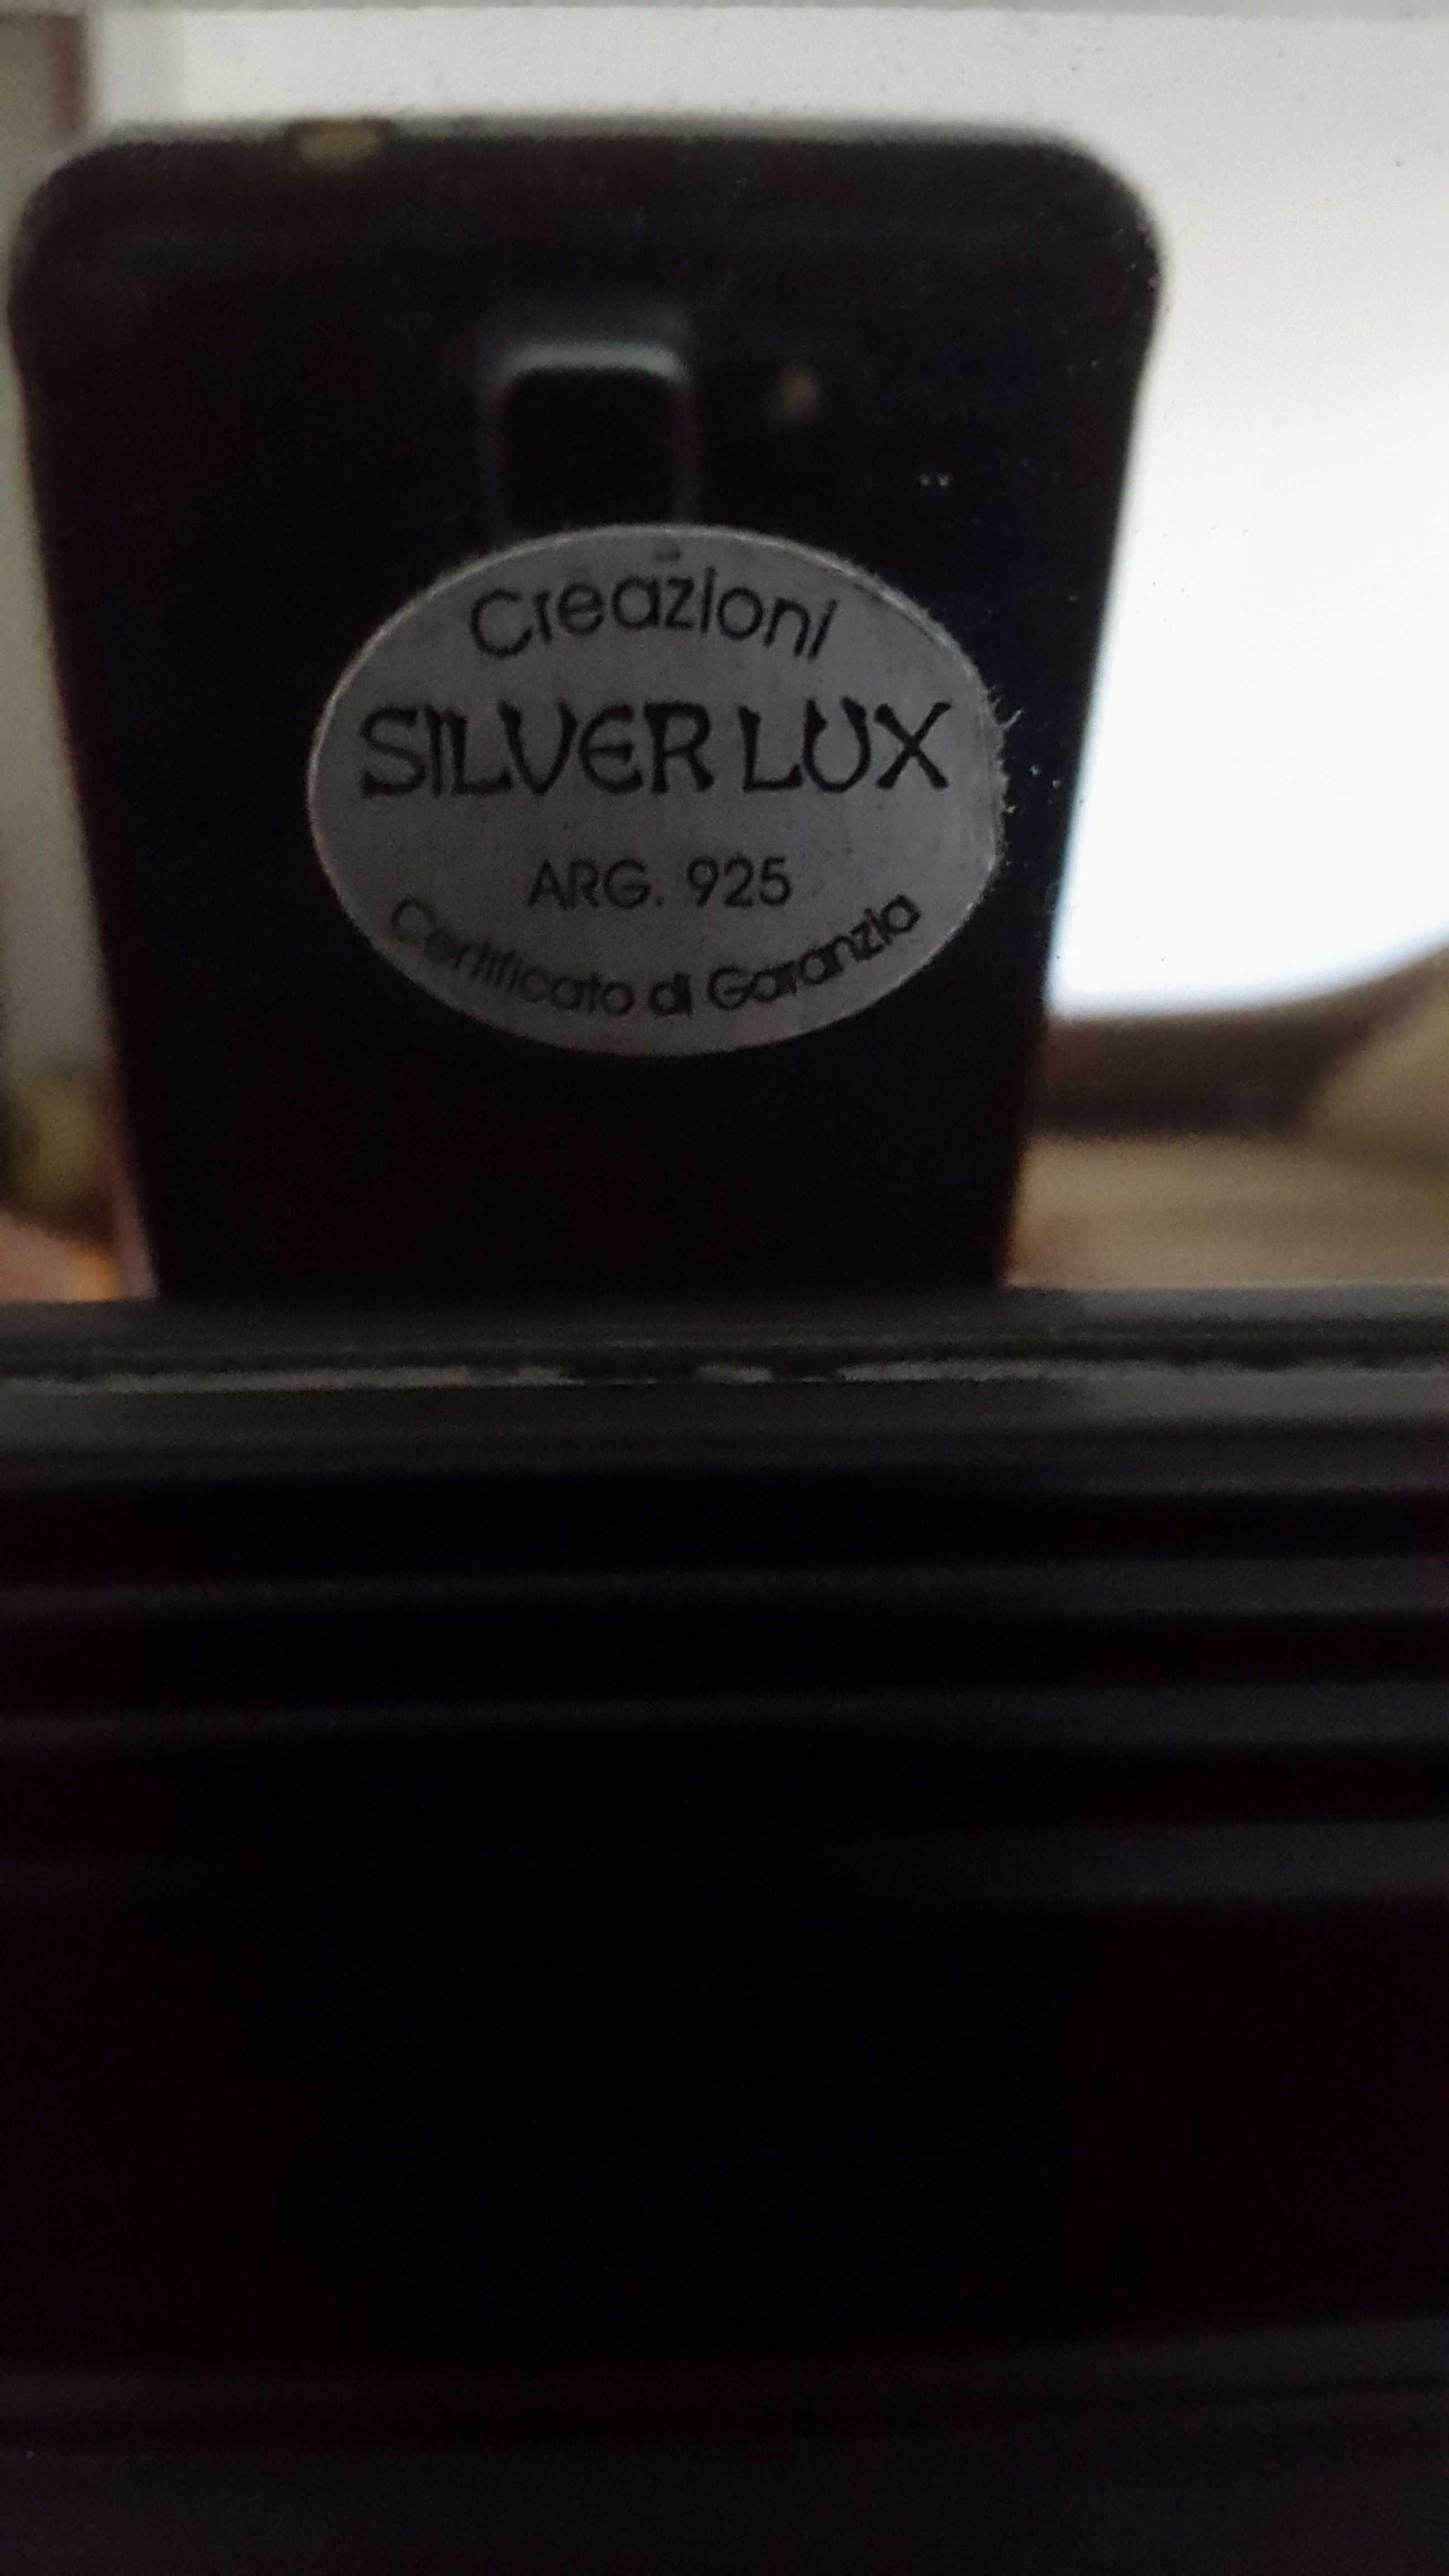 Creazioni
SILVER LUX
ARG. 925
Certificato di Garanzia